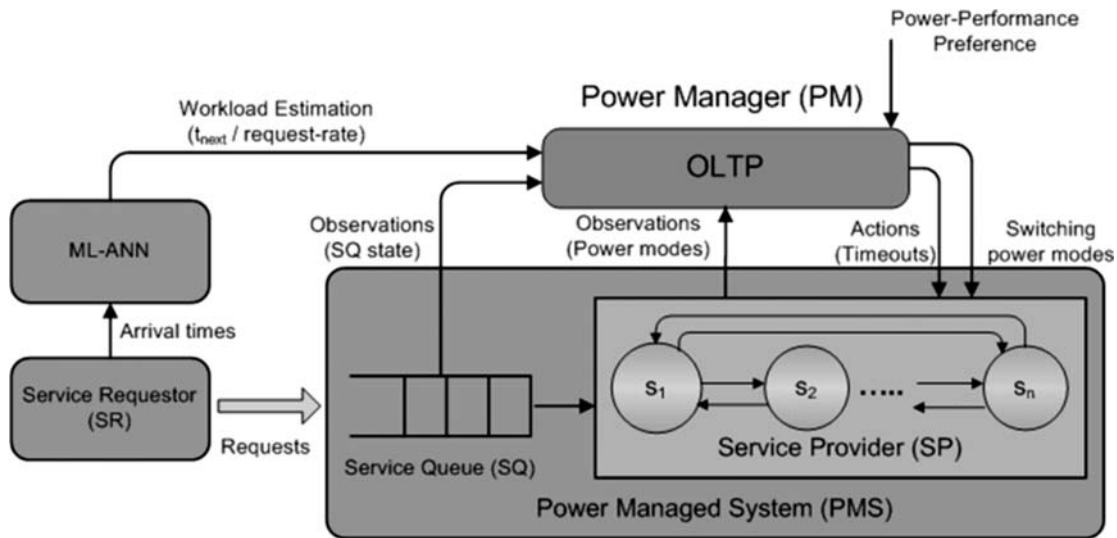 Power-Performance
Preference
Power Manager (PM)
Workload Estimation
(tnext / request-rate)
OLTP
ML-ANN
Observations
(SQ state)
Observations
(Power modes)
Actions
(Timeouts)
Switching
power modes
Arrival times
Service Requestor
(SR)
Requests
S1
S2
.....
Sn
Service Queue (SQ)
Service Provider (SP)
Power Managed System (PMS)